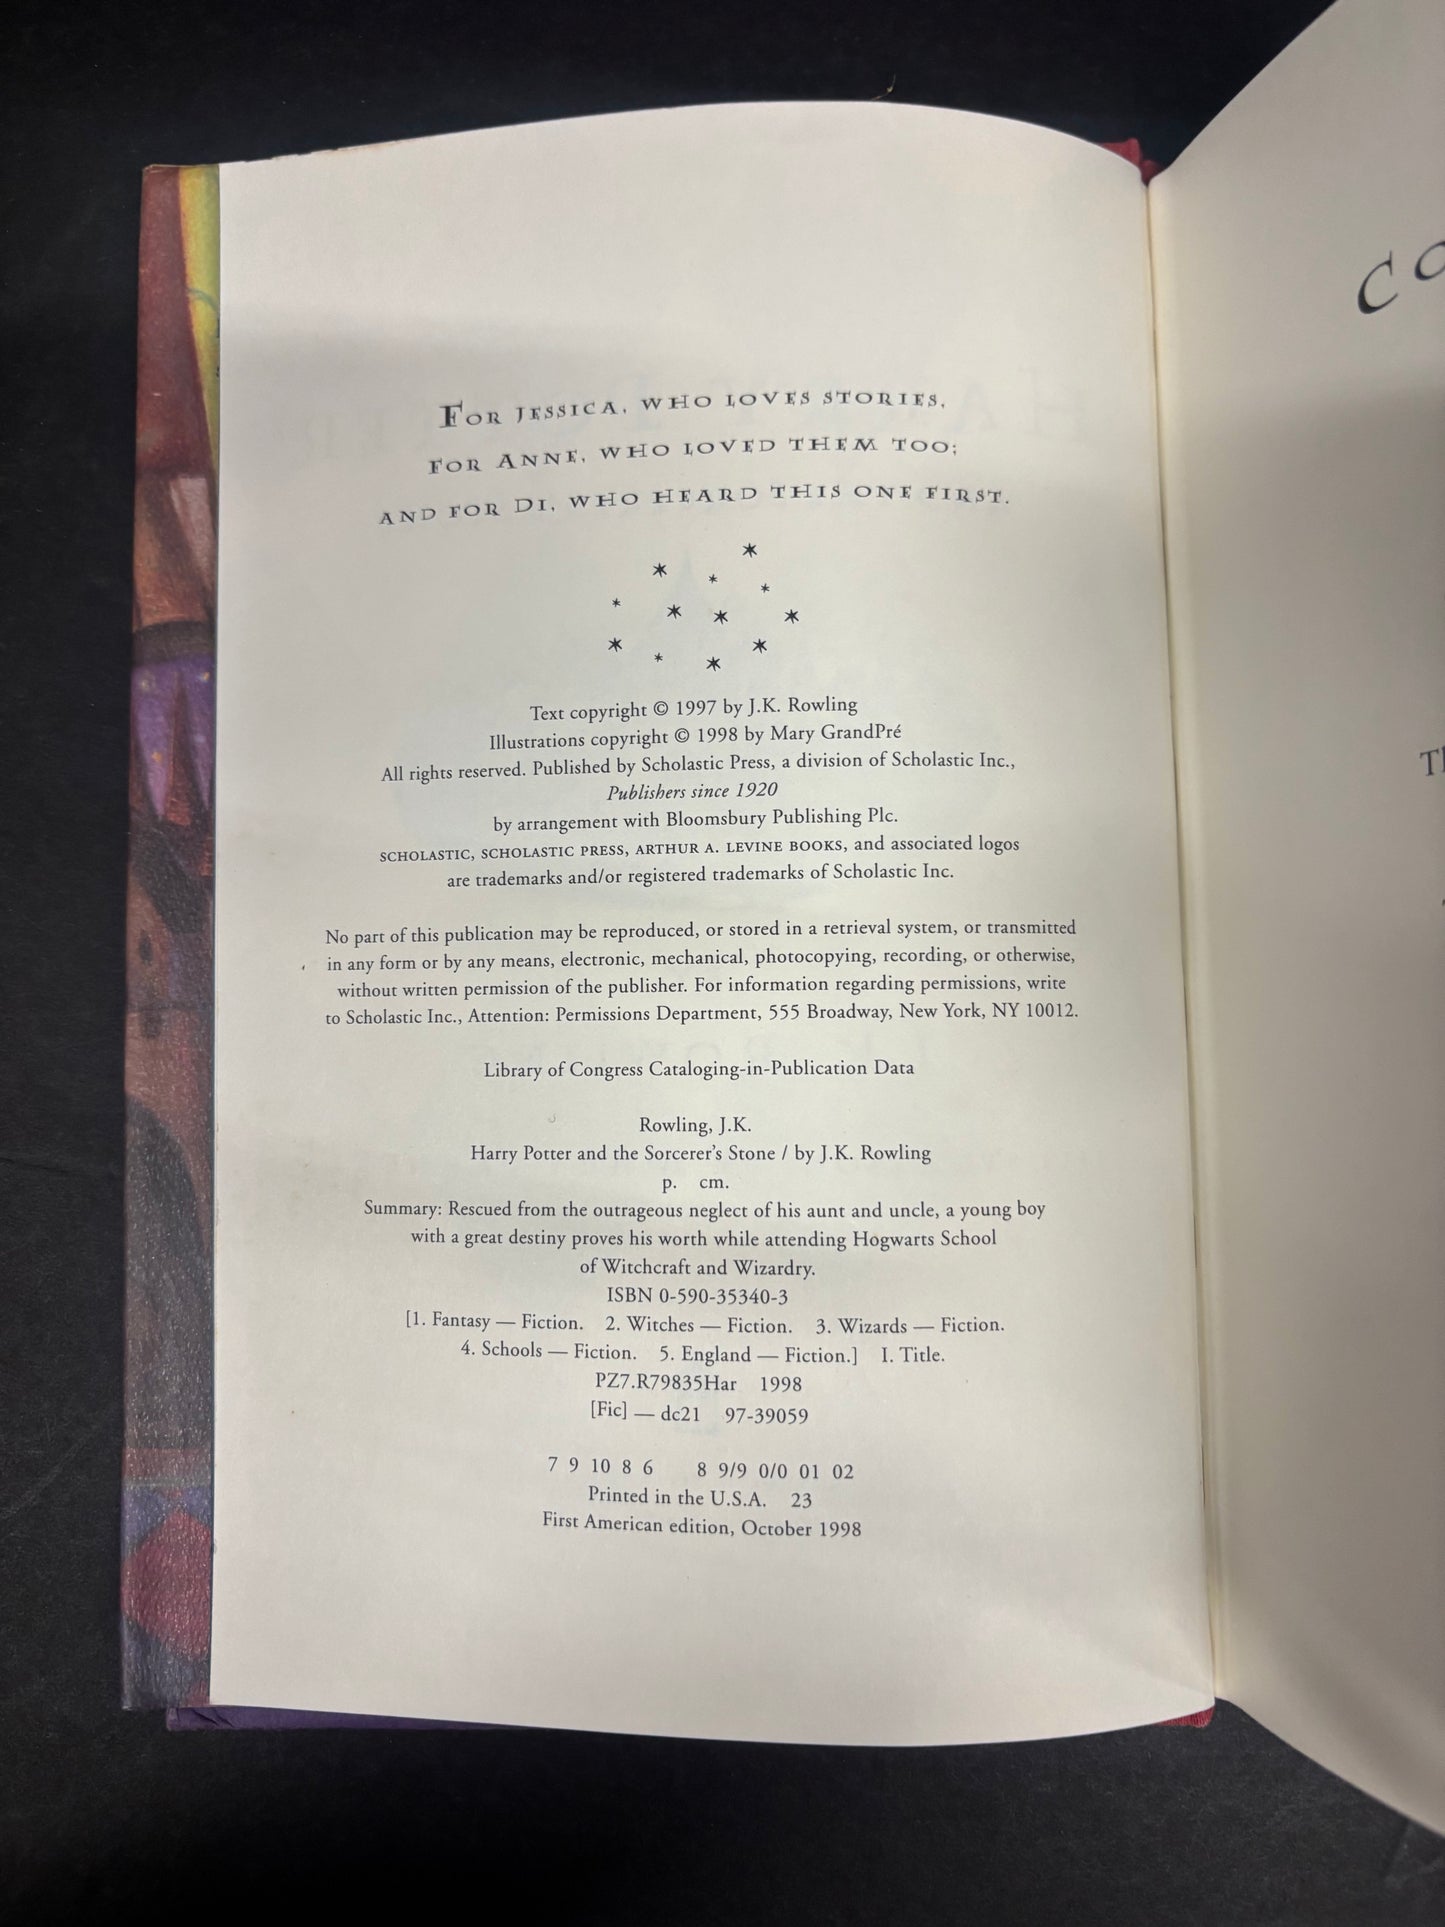 FOR JESSICA, WHO LOVES STORIES,
FOR ANNE, WHO LOVED THEM TOO;
AND FOR DI, WHO HEARD THIS ONE FIRST.
Text copyright © 1997 by J.K. Rowling
Illustrations copyright © 1998 by Mary GrandPré
All rights reserved. Published by Scholastic Press, a division of Scholastic Inc.,
Publishers since 1920
by arrangement with Bloomsbury Publishing Plc.
SCHOLASTIC, SCHOLASTIC PRESS, ARTHUR A. LEVINE BOOKS, and associated logos
are trademarks and/or registered trademarks of Scholastic Inc.
No part of this publication may be reproduced, or stored in a retrieval system, or transmitted
in any form or by any means, electronic, mechanical, photocopying, recording, or otherwise,
without written permission of the publisher. For information regarding permissions, write
to Scholastic Inc., Attention: Permissions Department, 555 Broadway, New York, NY 10012.
Library of Congress Cataloging-in-Publication Data
Rowling, J.K.
Harry Potter and the Sorcerer's Stone / by J.K. Rowling
p. cm.
Summary: Rescued from the outrageous neglect of his aunt and uncle, a young boy
with a great destiny proves his worth while attending Hogwarts School
of Witchcraft and Wizardry.
ISBN 0-590-35340-3
[1. Fantasy — Fiction. 2. Witches — Fiction. 3. Wizards — Fiction.
4. Schools — Fiction. 5. England — Fiction.] I. Title.
PZ7.R79835Har 1998
[Fic] — dc21 97-39059
7 9 10 8 6 8 9/9 0/0 01 02
Printed in the U.S.A. 23
First American edition, October 1998